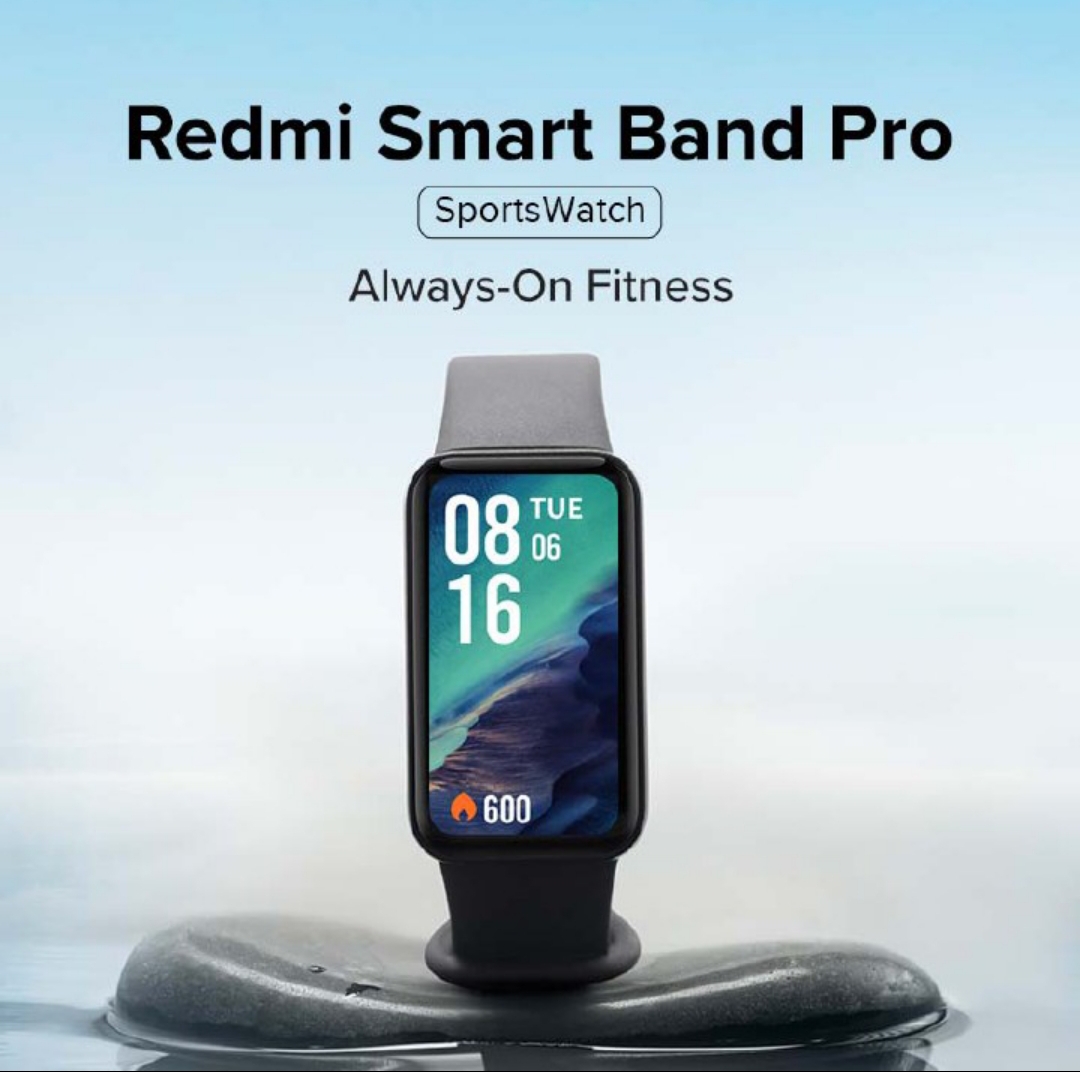 Redmi Smart Band Pro
SportsWatch
Always-On Fitness
08 TUE
06
16
600